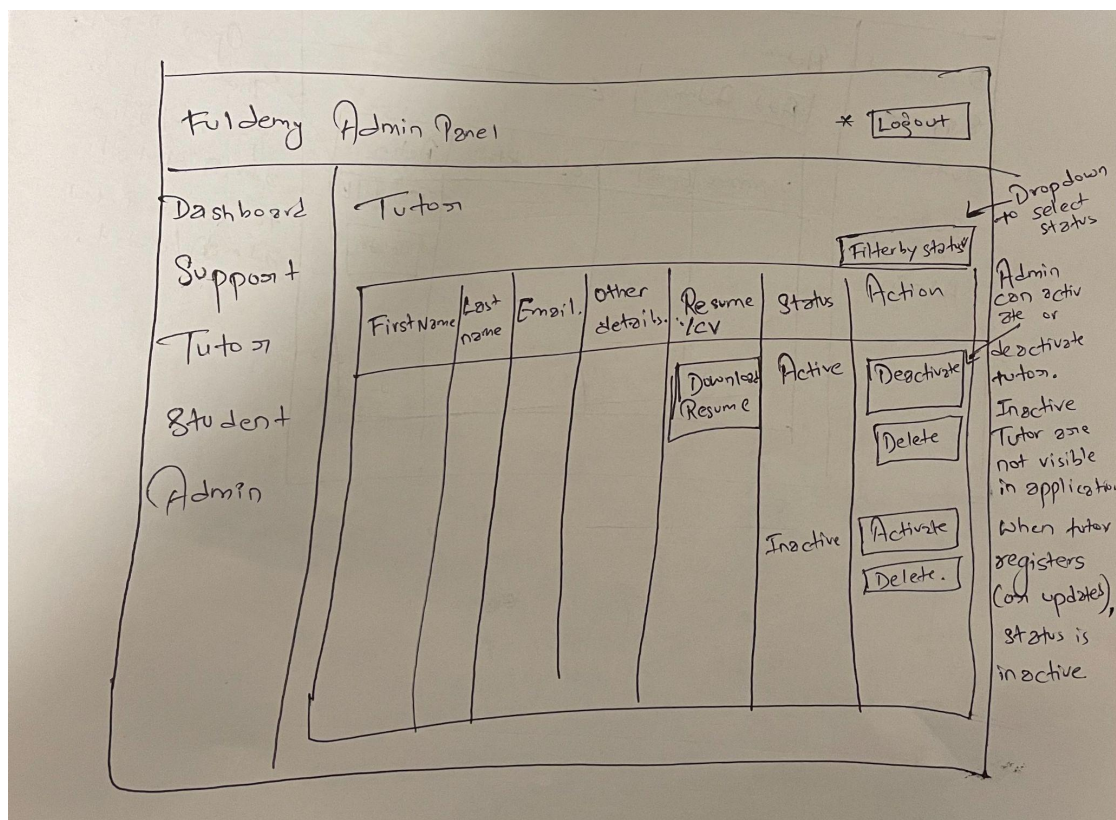 Fuldemy Admin Panel
* Logout
Dashboard
Support
Tutor
Student
Admin
Tutor
Filter by status
First Name
Last
name
Email.
Other
details.
Resume
/CV
Status
Action
Download
Resume
Active
Deactivate
Delete
Inactive
Activate
Delete.
Dropdown
to select
status
Admin
can activ
ate or
deactivate
tutor.
Inactive
Tutor are
not visible
in application
When tutor
registers
(or updates),
status is
inactive